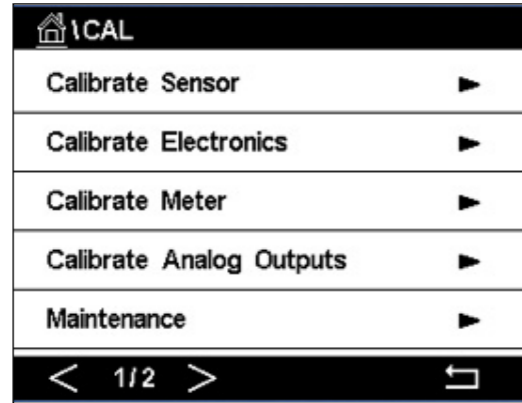 \CAL
Calibrate Sensor
Calibrate Electronics
Calibrate Meter
Calibrate Analog Outputs
Maintenance
< 1/2 >